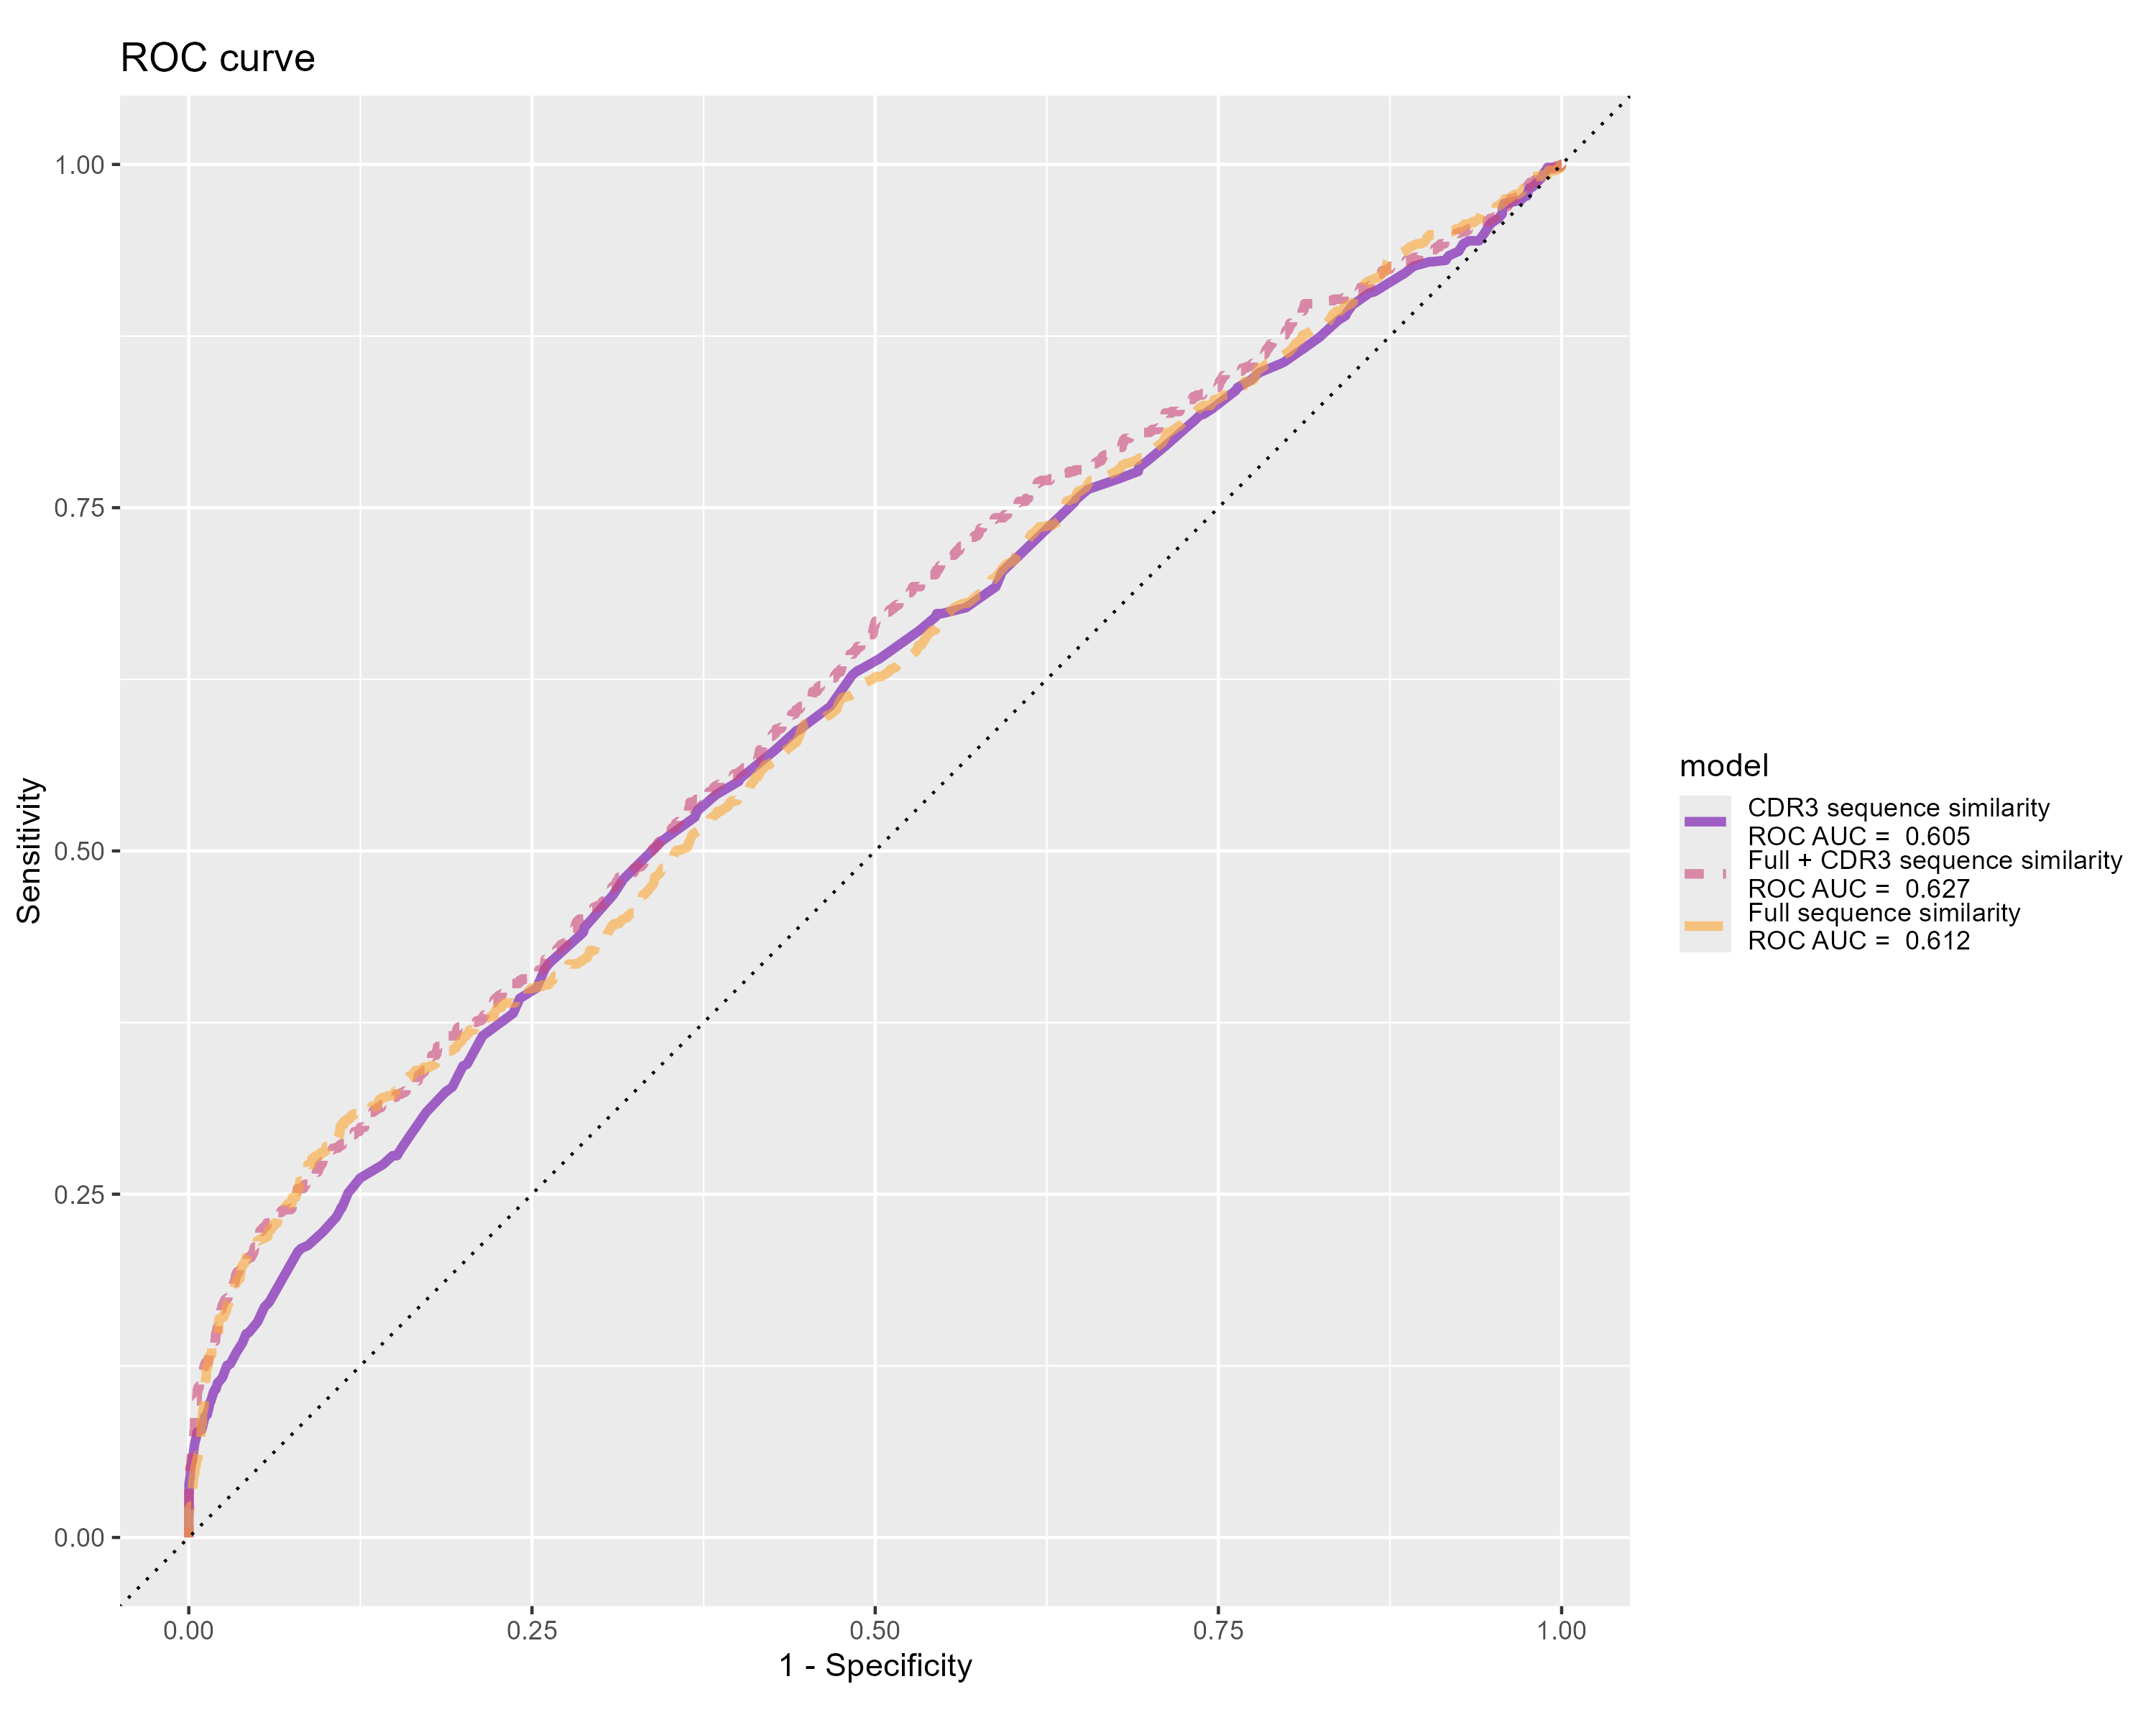 ROC curve
1.00
0.75
0.50
0.25
0.00
Sensitivity
0.00
0.25
0.50
0.75
1.00
1 - Specificity
model
CDR3 sequence similarity
ROC AUC =  0.605
Full + CDR3 sequence similarity
ROC AUC =  0.627
Full sequence similarity
ROC AUC =  0.612